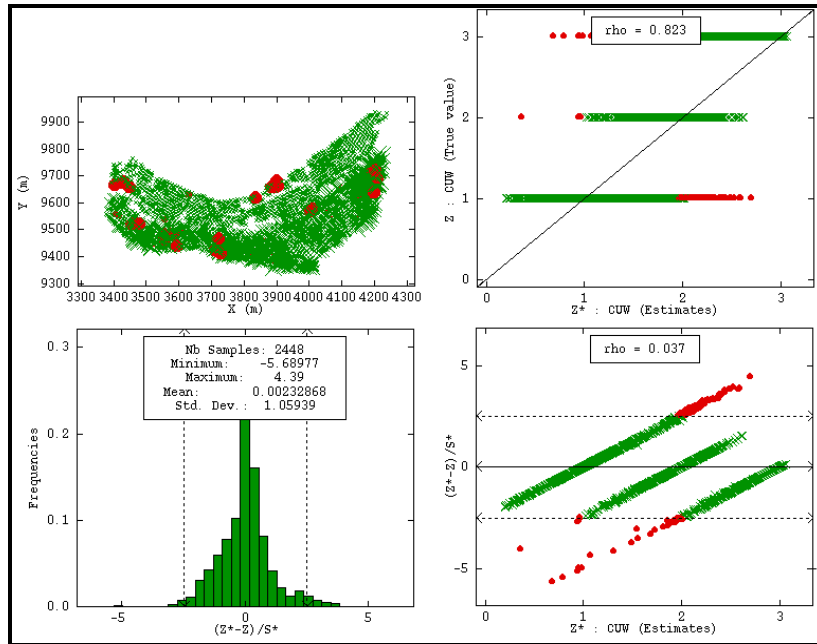 9900
9800
9700
9600
9500
9400
9300
Y (m)
3300 3400 3500 3600 3700 3800 3900 4000 4100 4200 4300
X (m)
rho = 0.823
3
2
1
0
Z : CUW (True value)
0 1 2 3
Z* : CUW (Estimates)
Nb Samples: 2448
Minimum: -5.68977
Maximum: 4.39
Mean: 0.00232868
Std. Dev.: 1.05939
0.3
0.2
0.1
0.0
Frequencies
-5 0 5
(Z*-Z)/S*
rho = 0.037
5
0
-5
(Z*-Z)/S*
0 1 2 3
Z* : CUW (Estimates)